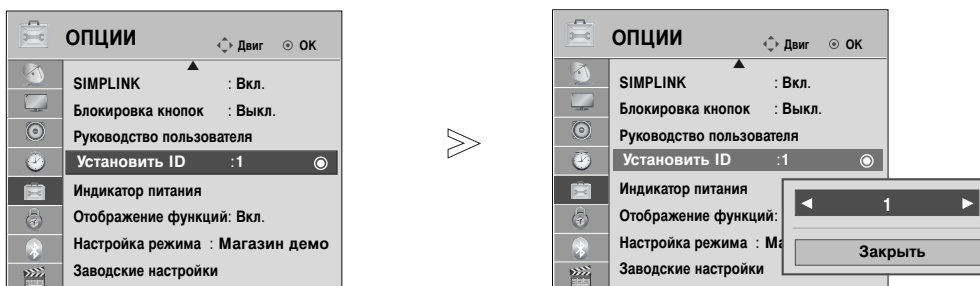 ОПЦИИ
Двиг ОК
SIMPLINK : Вкл.
Блокировка кнопок : Выкл.
Руководство пользователя
Установить ID :1
Индикатор питания
Отображение функций: Вкл.
Настройка режима : Магазин демо
Заводские настройки
ОПЦИИ
Двиг ОК
SIMPLINK : Вкл.
Блокировка кнопок : Выкл.
Руководство пользователя
Установить ID :1
Индикатор питания
Отображение функций:
Настройка режима : Ма
Заводские настройки
◄ 1 ►
Закрыть